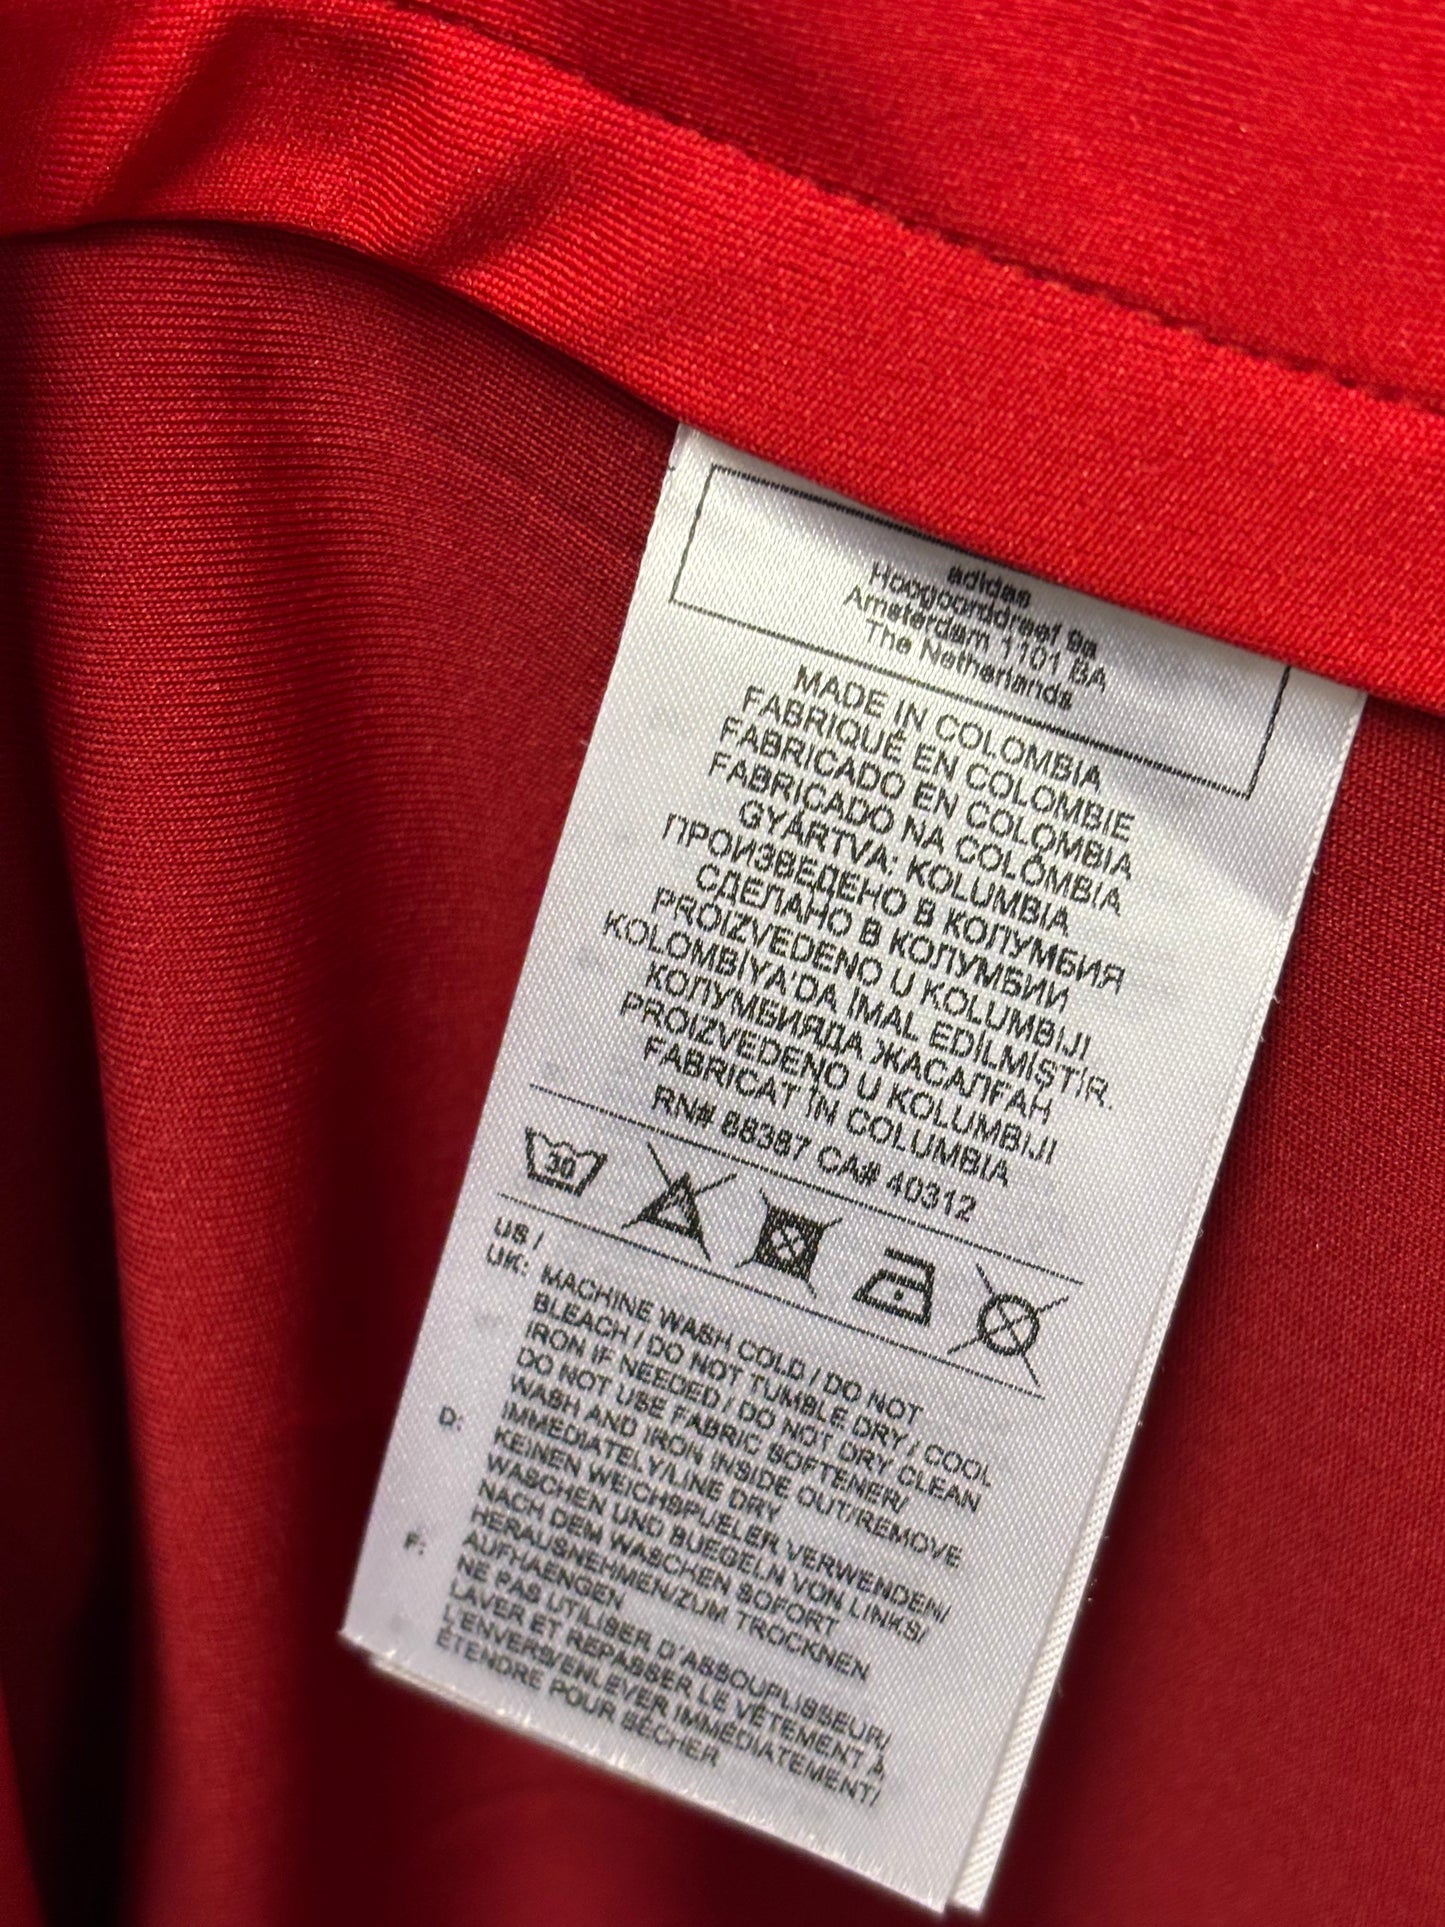 adidas
Hoogoorddreef 9a
Amsterdam 1101 BA
The Netherlands
MADE IN COLOMBIA
FABRIQUÉ EN COLOMBIE
FABRICADO EN COLOMBIA
FABRICADO NA COLÔMBIA
GYÁRTVA: KOLUMBIA
ПРОИЗВЕДЕНО В КОЛУМБИЯ
СДЕЛАНО В КОЛУМБИИ
PROIZVEDENO U KOLUMBIJI
KOLOMBİYA'DA İMAL EDİLMİŞTİR.
КОЛУМБИЯДА ЖАСАЛҒАН
PROIZVEDENO U KOLUMBIJI
FABRICAT ÎN COLUMBIA
RN# 88387 CA# 40312
30
US /
UK: MACHINE WASH COLD / DO NOT
BLEACH / DO NOT TUMBLE DRY / COOL
IRON IF NEEDED / DO NOT DRY CLEAN
DO NOT USE FABRIC SOFTENER/
WASH AND IRON INSIDE OUT/REMOVE
IMMEDIATELY/LINE DRY
D: KEINEN WEICHSPUELER VERWENDEN/
WASCHEN UND BUEGELN VON LINKS/
NACH DEM WASCHEN SOFORT
HERAUSNEHMEN/ZUM TROCKNEN
AUFHAENGEN
F: NE PAS UTILISER D'ASSOUPLISSEUR/
LAVER ET REPASSER LE VÊTEMENT À
L'ENVERS/ENLEVER IMMÉDIATEMENT/
ÉTENDRE POUR SÉCHER